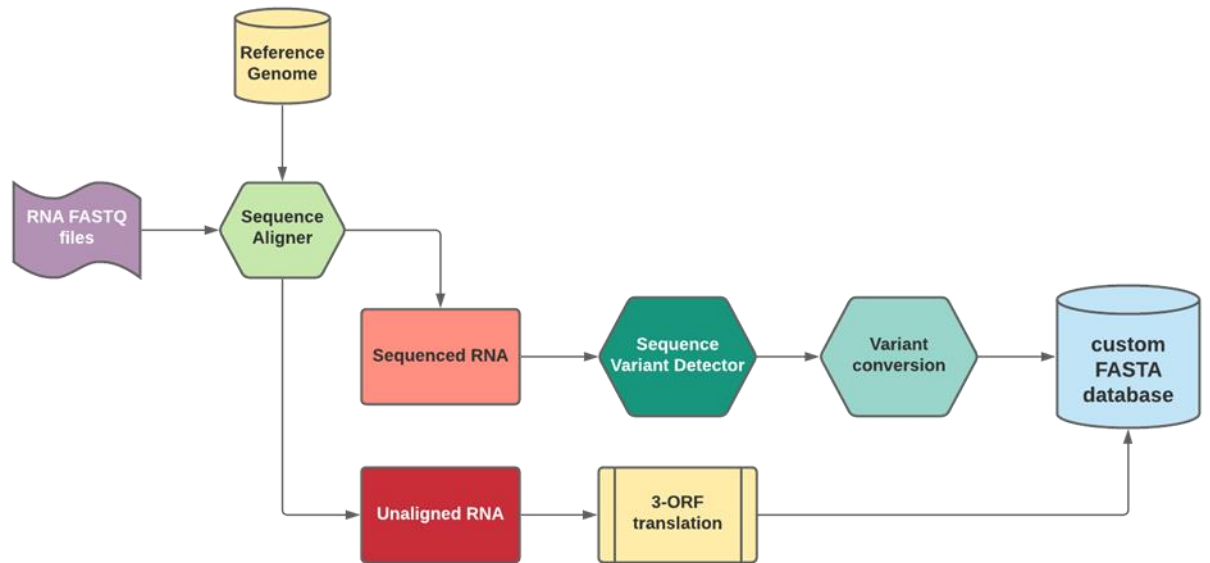 Reference
Genome
RNA FASTQ
files
Sequence
Aligner
Sequenced RNA
Sequence
Variant Detector
Variant
conversion
custom
FASTA
database
Unaligned RNA
3-ORF
translation